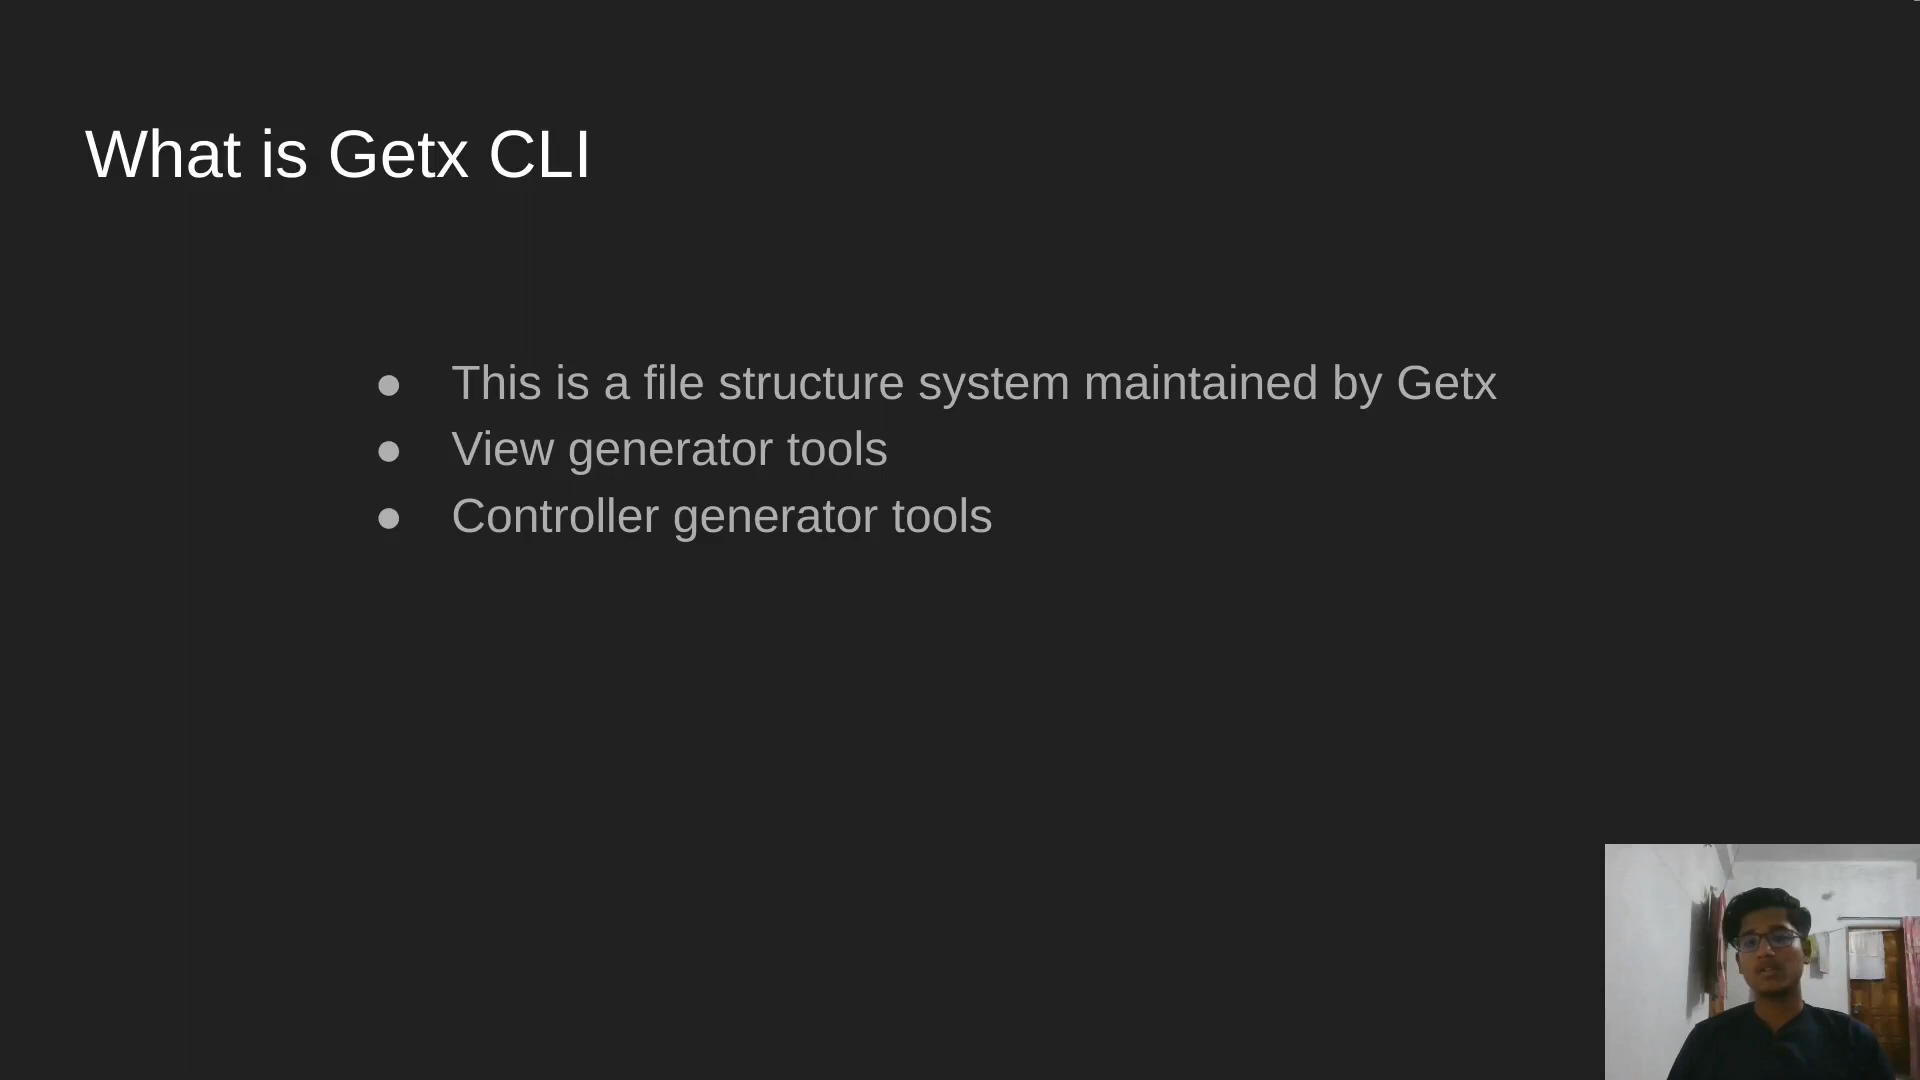 What is Getx CLI
● This is a file structure system maintained by Getx
● View generator tools
● Controller generator tools